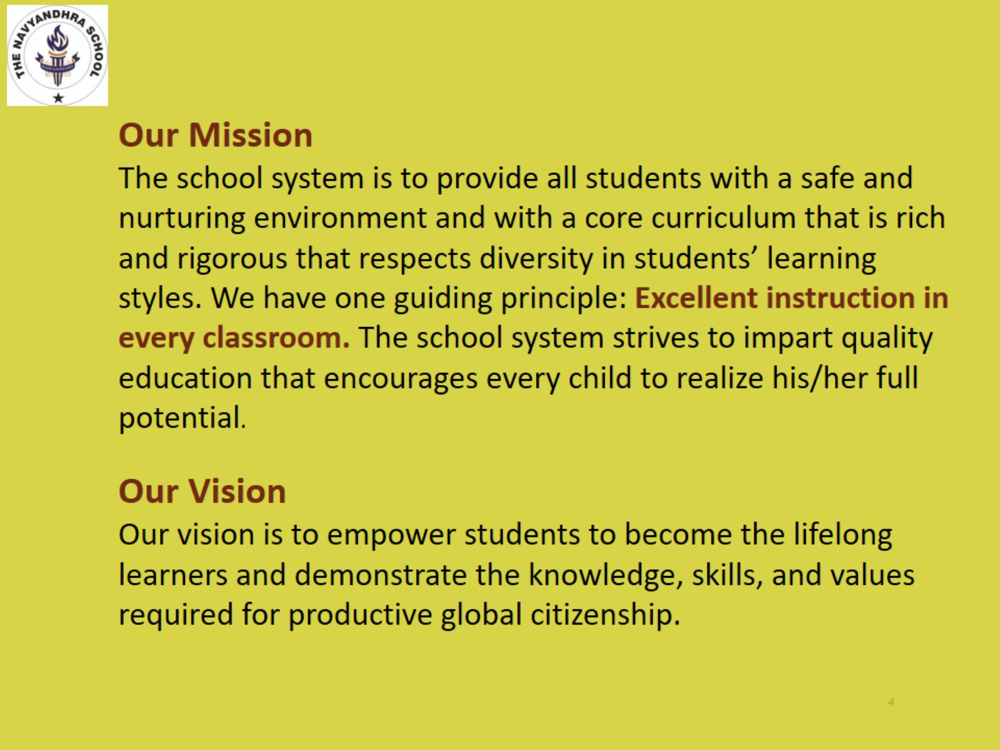 THE NAVYANDHRA SCHOOL
Our Mission
The school system is to provide all students with a safe and
nurturing environment and with a core curriculum that is rich
and rigorous that respects diversity in students’ learning
styles. We have one guiding principle: Excellent instruction in
every classroom. The school system strives to impart quality
education that encourages every child to realize his/her full
potential.
Our Vision
Our vision is to empower students to become the lifelong
learners and demonstrate the knowledge, skills, and values
required for productive global citizenship.
4